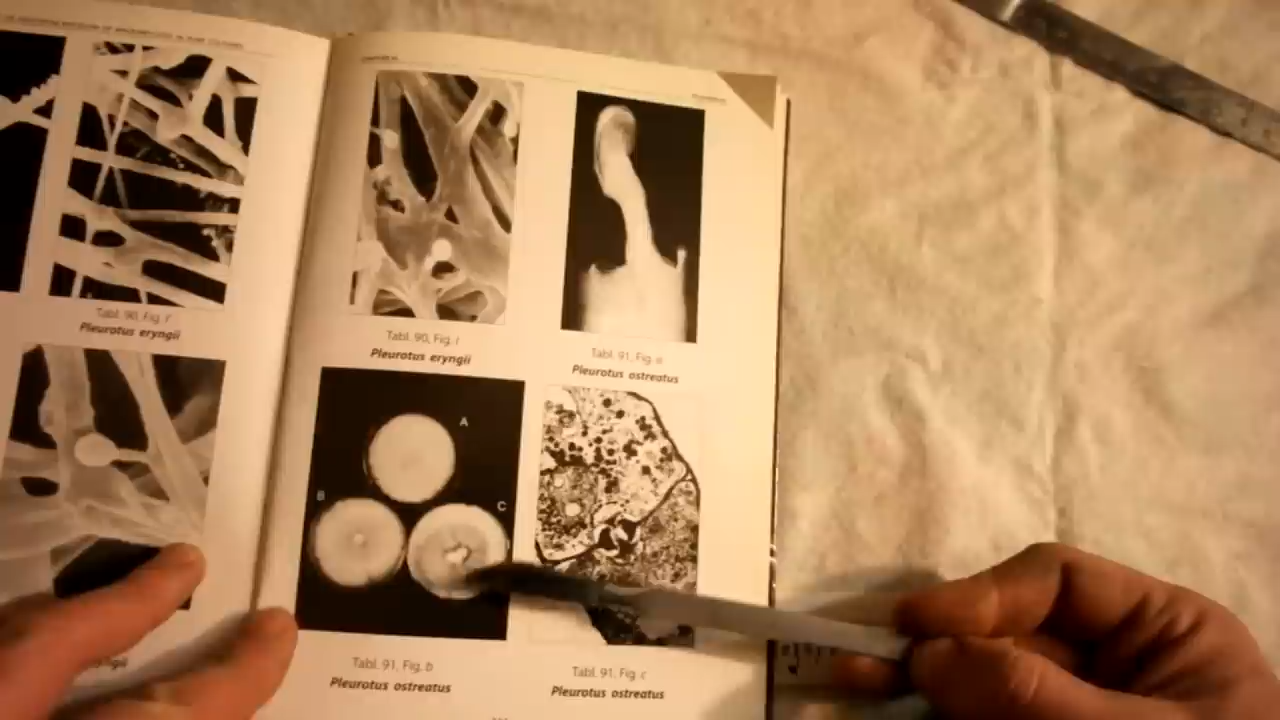 Tabl. 90, Fig. f
Pleurotus eryngii
Tabl. 90, Fig. i
Pleurotus eryngii
Tabl. 91, Fig. a
Pleurotus ostreatus
A
B
C
Tabl. 91, Fig. b
Pleurotus ostreatus
Tabl. 91, Fig. c
Pleurotus ostreatus